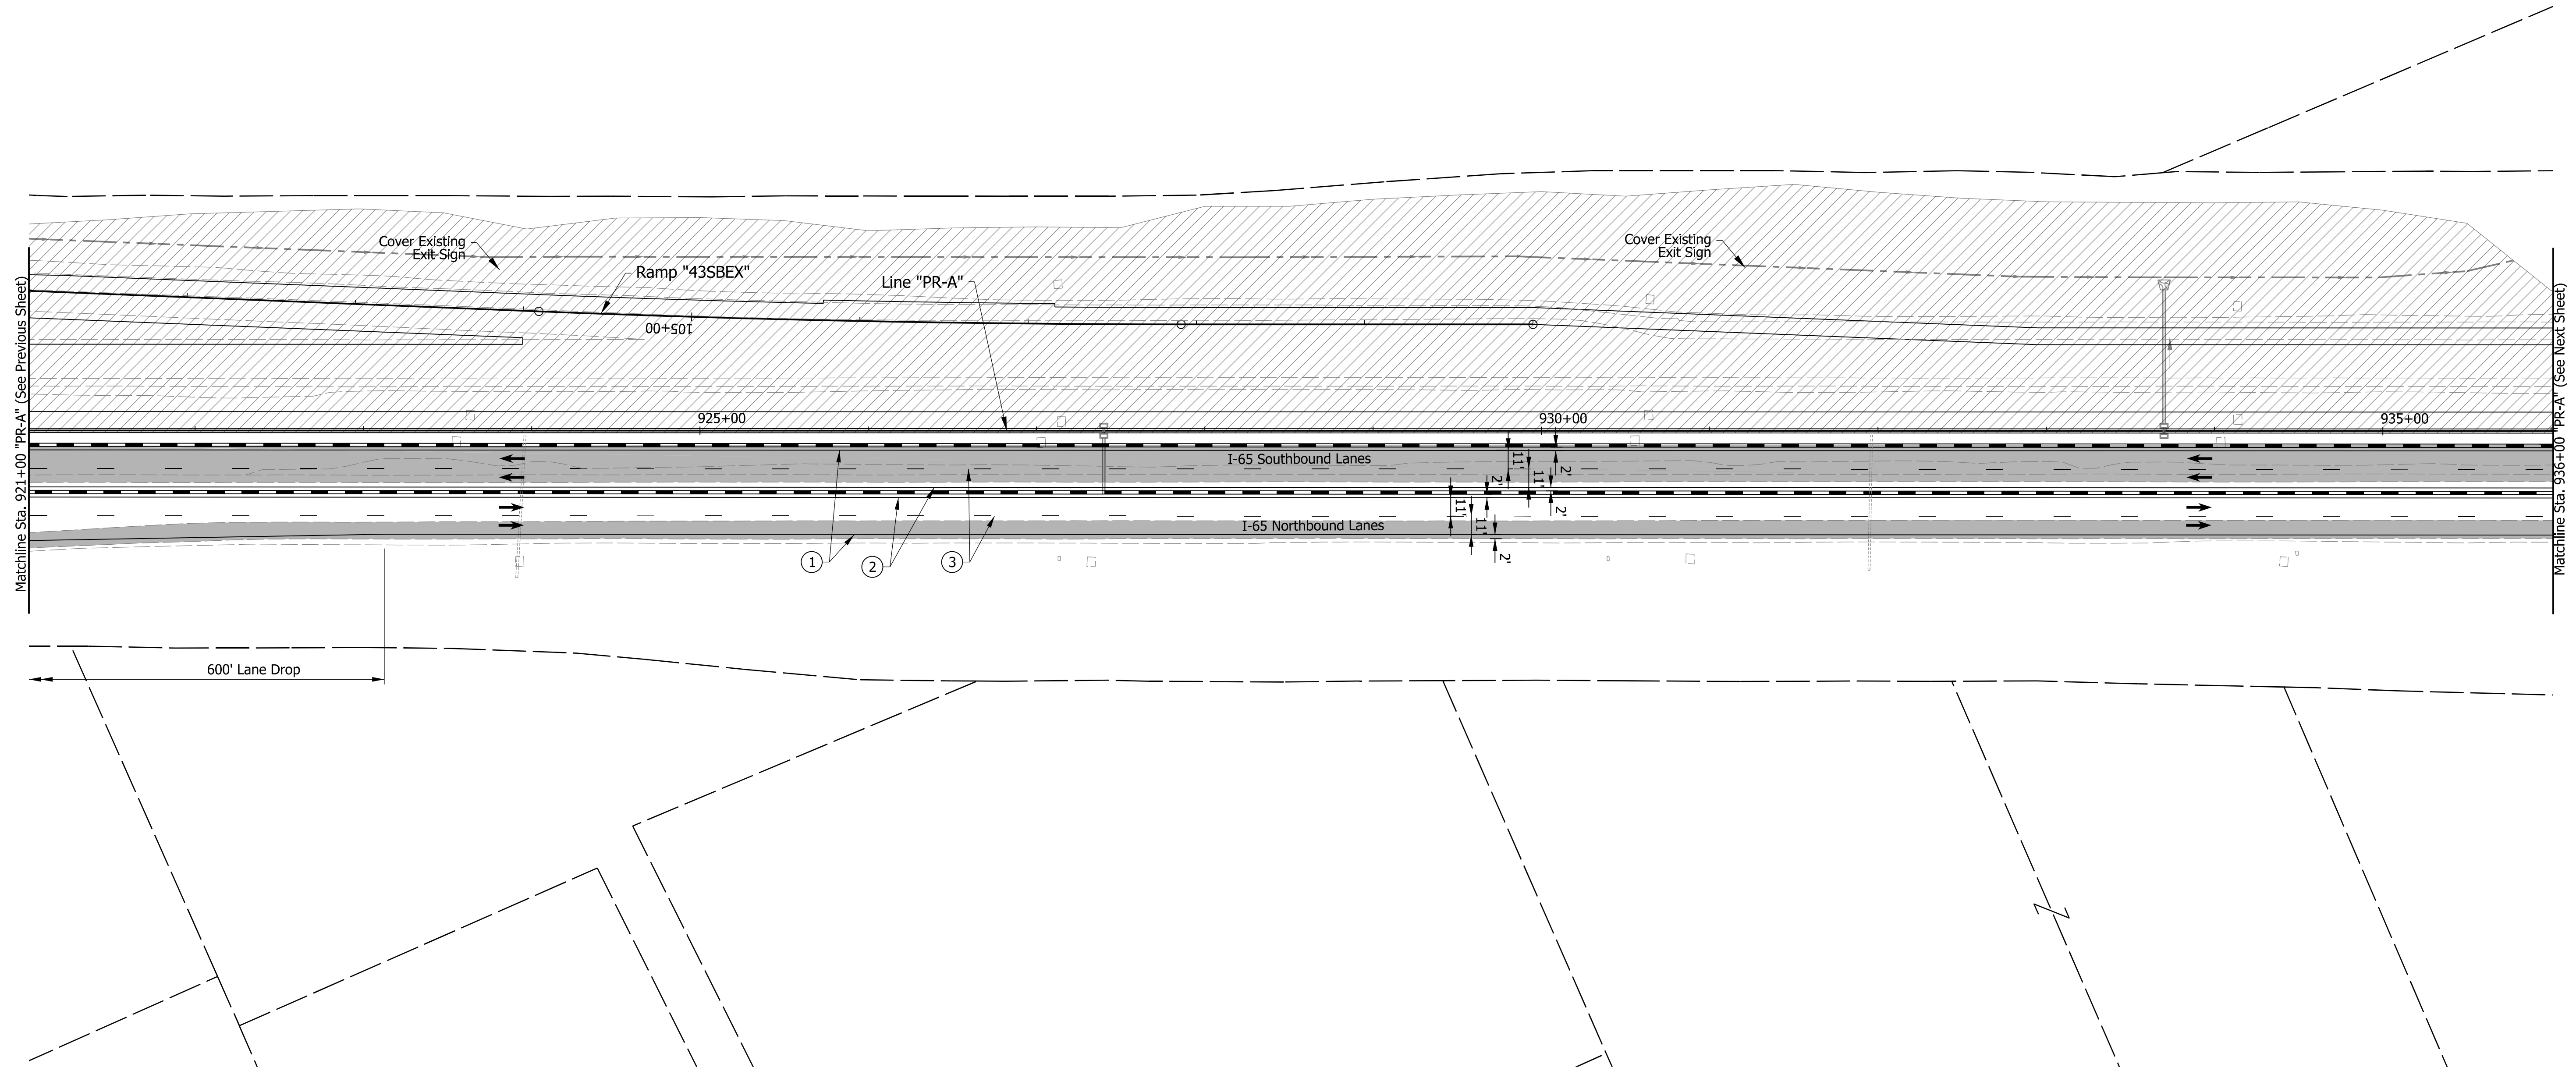 Cover Existing
Exit Sign
Cover Existing
Exit Sign
Ramp "43SBEX"
Line "PR-A"
105+00
Matchline Sta. 921+00 "PR-A" (See Previous Sheet)
Matchline Sta. 936+00 "PR-A" (See Next Sheet)
925+00
930+00
935+00
I-65 Southbound Lanes
11'
2'
11'
2'
2'
11'
11'
2'
I-65 Northbound Lanes
1
2
3
600' Lane Drop